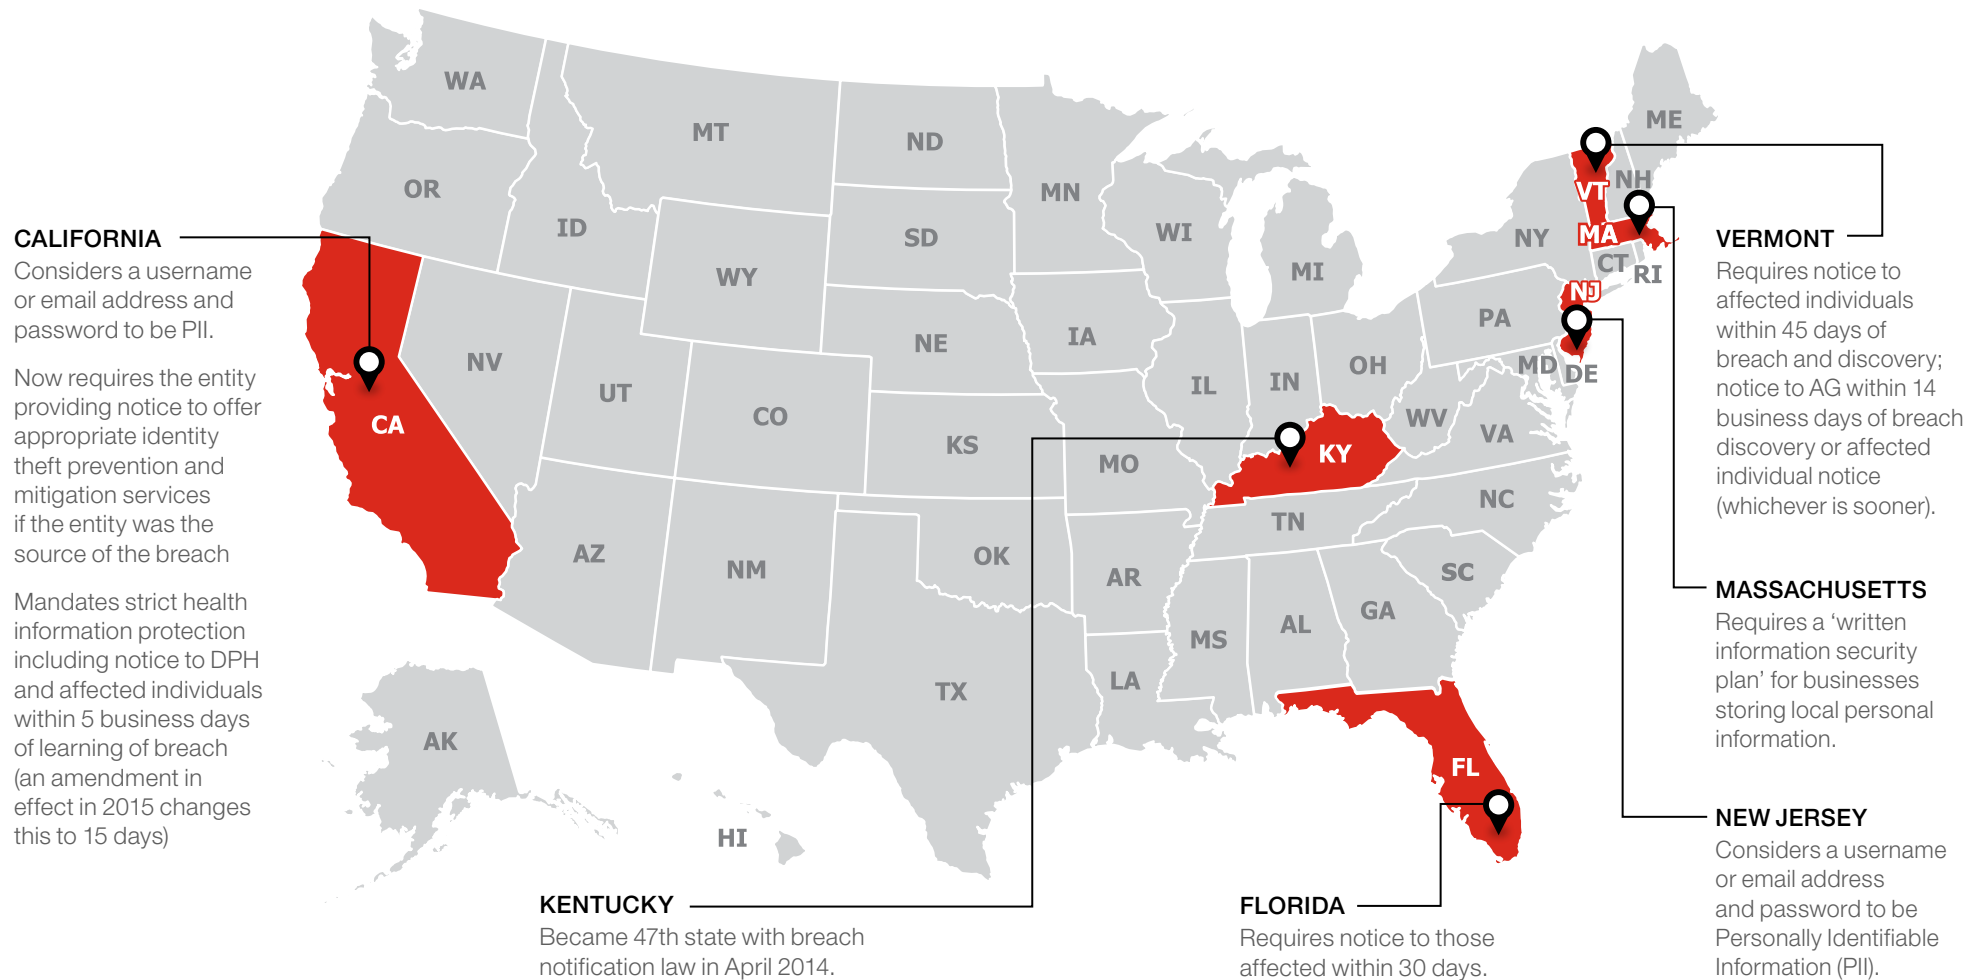 WA
MT
ND
MN
OR
ID
SD
WI
WY
MI
ME
VT
NH
NY
MA
CT
RI
NJ
PA
IA
NE
NV
UT
CO
IL
IN
OH
MD
DE
WV
VA
KY
CA
KS
MO
TN
NC
AZ
NM
OK
AR
SC
GA
AL
MS
LA
TX
AK
HI
FL
CALIFORNIA
Considers a username
or email address and
password to be PII.
Now requires the entity
providing notice to offer
appropriate identity
theft prevention and
mitigation services
if the entity was the
source of the breach
Mandates strict health
information protection
including notice to DPH
and affected individuals
within 5 business days
of learning of breach
(an amendment in
effect in 2015 changes
this to 15 days)
KENTUCKY
Became 47th state with breach
notification law in April 2014.
FLORIDA
Requires notice to those
affected within 30 days.
VERMONT
Requires notice to
affected individuals
within 45 days of
breach and discovery;
notice to AG within 14
business days of breach
discovery or affected
individual notice
(whichever is sooner).
MASSACHUSETTS
Requires a ‘written
information security
plan’ for businesses
storing local personal
information.
NEW JERSEY
Considers a username
or email address
and password to be
Personally Identifiable
Information (PII).